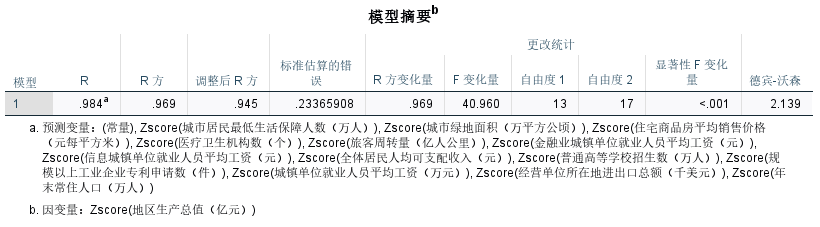 模型摘要b
更改统计
模型 R R 方 调整后 R 方 标准估算的错误 R 方变化量 F 变化量 自由度 1 自由度 2 显著性 F 变化量 德宾-沃森
1 .984a .969 .945 .23365908 .969 40.960 13 17 <.001 2.139
a. 预测变量：(常量), Zscore(城市居民最低生活保障人数（万人）), Zscore(城市绿地面积（万平方公顷）), Zscore(住宅商品房平均销售价格
（元每平方米）), Zscore(医疗卫生机构数（个）), Zscore(旅客周转量（亿人公里）), Zscore(金融业城镇单位就业人员平均工资（元）),
Zscore(信息城镇单位就业人员平均工资（元）), Zscore(全体居民人均可支配收入（元）), Zscore(普通高等学校招生数（万人）), Zscore(规
模以上工业企业专利申请数（件）), Zscore(城镇单位就业人员平均工资（万元）), Zscore(经营单位所在地进出口总额（千美元）), Zscore(年
末常住人口（万人）)
b. 因变量：Zscore(地区生产总值（亿元）)